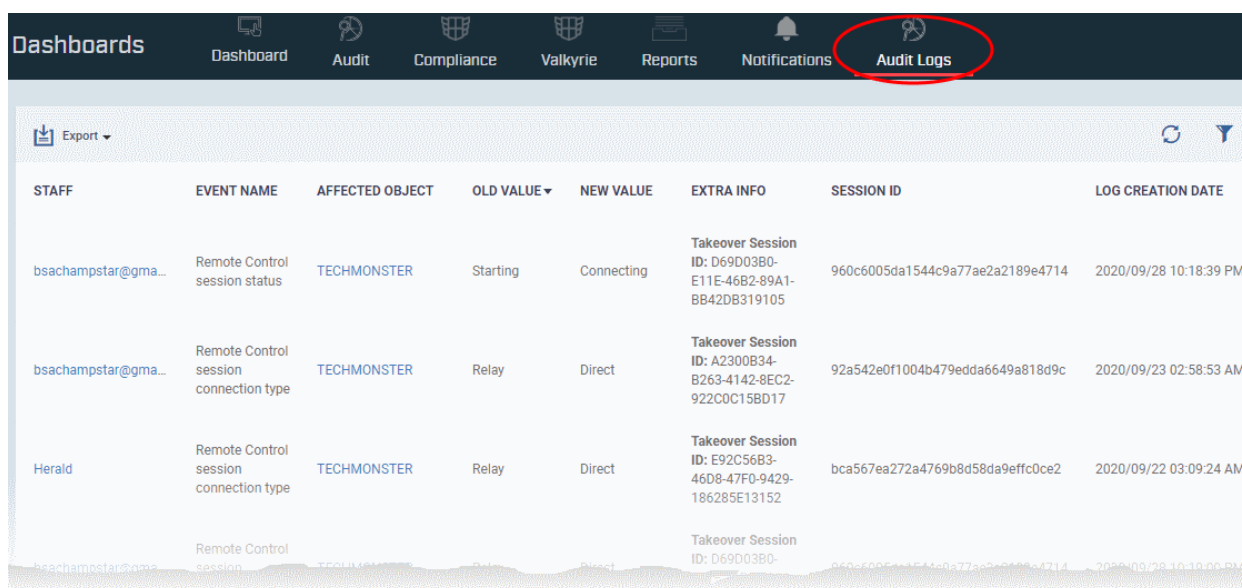 Dashboards
Dashboard
Audit
Compliance
Valkyrie
Reports
Notifications
Audit Logs
Export
STAFF EVENT NAME AFFECTED OBJECT OLD VALUE NEW VALUE EXTRA INFO SESSION ID LOG CREATION DATE
bsachampstar@gma...
Remote Control
session status
TECHMONSTER
Starting
Connecting
Takeover Session
ID: D69D03B0-
E11E-46B2-89A1-
BB42DB319105
960c6005da1544c9a77ae2a2189e4714
2020/09/28 10:18:39 PM
bsachampstar@gma...
Remote Control
session
connection type
TECHMONSTER
Relay
Direct
Takeover Session
ID: A2300B34-
B263-4142-8EC2-
922C0C15BD17
92a542e0f1004b479edda6649a818d9c
2020/09/23 02:58:53 AM
Herald
Remote Control
session
connection type
TECHMONSTER
Relay
Direct
Takeover Session
ID: E92C56B3-
46D8-47F0-9429-
186285E13152
bca567ea272a4769b8d58da9effc0ce2
2020/09/22 03:09:24 AM
Remote Control
session
Takeover Session
ID: D69D03B0-